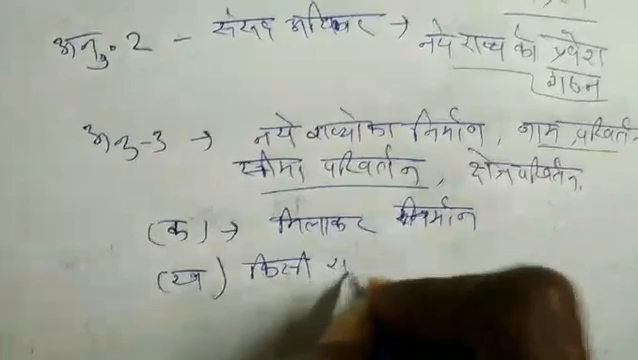 अनु॰ 2 - संसद अधिकार → नये राज्य को प्रवेश
गठन
अनु-3 → नये राज्योका निर्माण, नाम परिवर्त
सीमा परिवर्तन, क्षेत्र परिवर्तन,
(क) → मिलाकर निर्माण
(ख) किसी